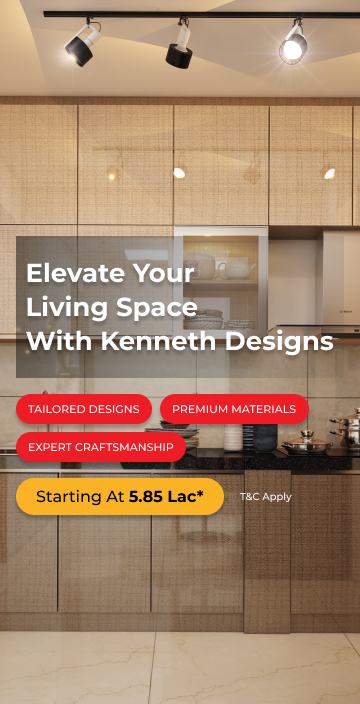 Elevate Your
Living Space
With Kenneth Designs
TAILORED DESIGNS
PREMIUM MATERIALS
EXPERT CRAFTSMANSHIP
Starting At 5.85 Lac*
T&C Apply